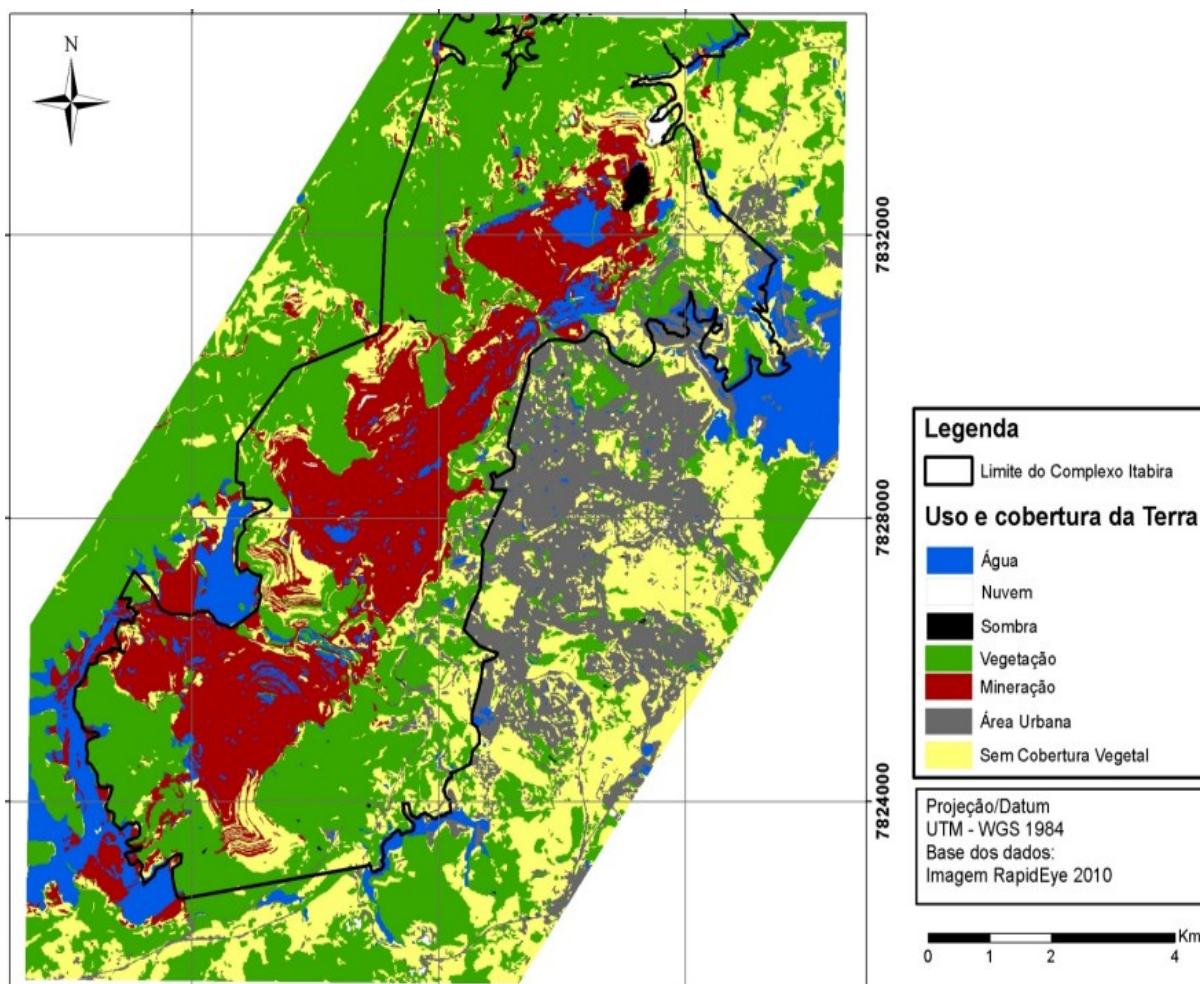 N
7832000
7828000
7824000
Legenda
Limite do Complexo Itabira
Uso e cobertura da Terra
Água
Nuvem
Sombra
Vegetação
Mineração
Área Urbana
Sem Cobertura Vegetal
Projeção/Datum
UTM - WGS 1984
Base dos dados:
Imagem RapidEye 2010
Km
0 1 2 4